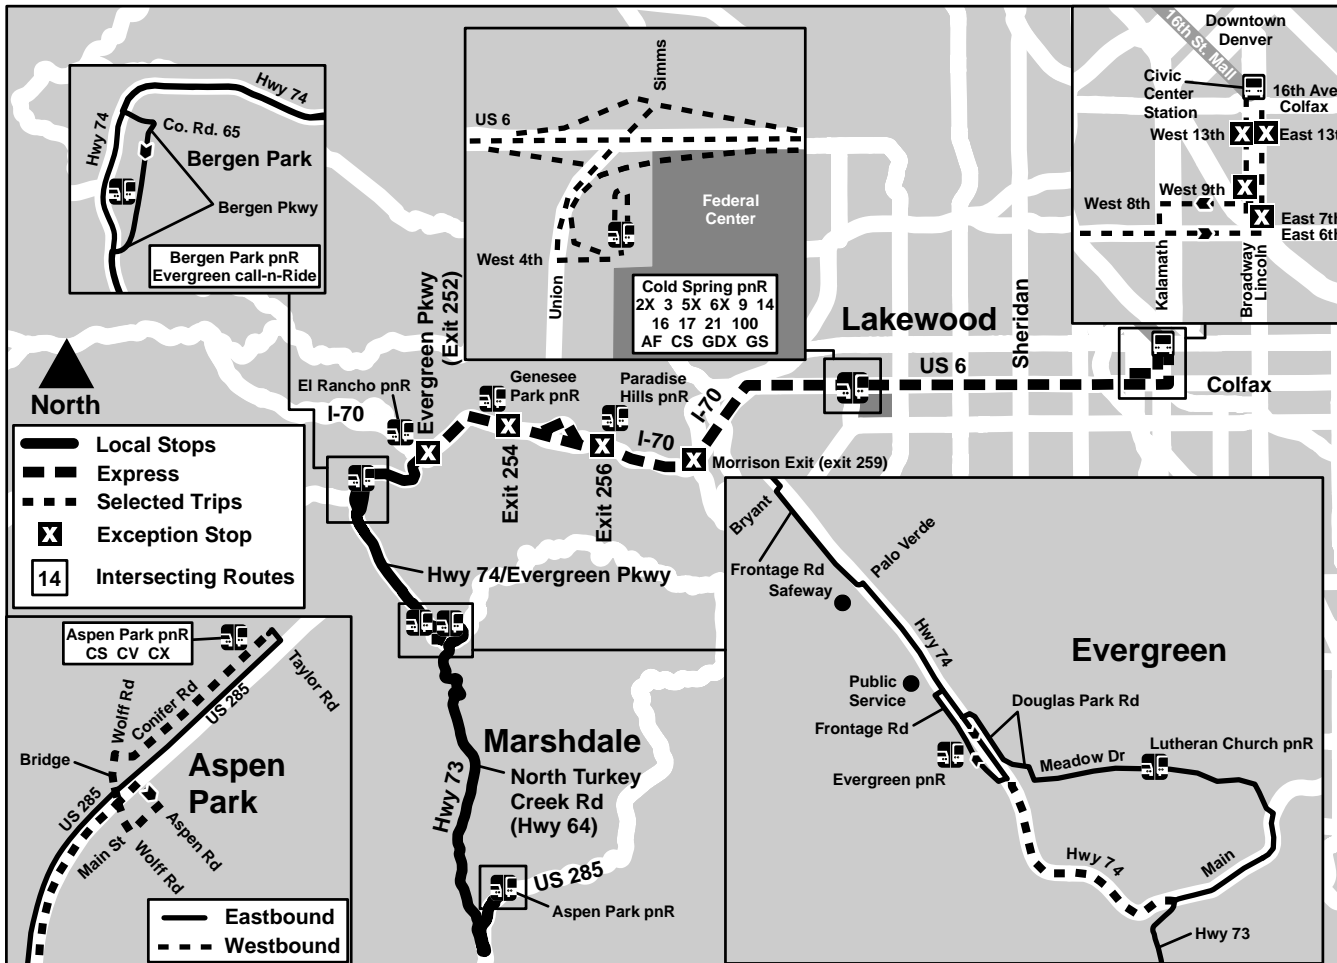 Hwy 74
Hwy 74
Co. Rd. 65
Bergen Park
Bergen Pkwy
Bergen Park pnR
Evergreen call-n-Ride
US 6
Simms
Federal
Center
West 4th
Union
Cold Spring pnR
2X 3 5X 6X 9 14
16 17 21 100
AF CS GDX GS
Downtown
Denver
16th St. Mall
Civic
Center
Station
16th Ave
Colfax
West 13th
East 13t
West 9th
West 8th
East 7th
East 6th
Kalamath
Broadway
Lincoln
North
El Rancho pnR
I-70
Evergreen Pkwy
(Exit 252)
Genesee
Park pnR
Exit 254
Paradise
Hills pnR
Exit 256
I-70
I-70
Morrison Exit (exit 259)
Lakewood
US 6
Sheridan
Colfax
Local Stops
Express
Selected Trips
X Exception Stop
14 Intersecting Routes
Hwy 74/Evergreen Pkwy
Marshdale
North Turkey
Creek Rd
(Hwy 64)
Hwy 73
US 285
Aspen Park pnR
Aspen Park pnR
CS CV CX
Wolff Rd
Conifer Rd
US 285
Taylor Rd
Bridge
Aspen
Park
US 285
Main St
Wolff Rd
Aspen Rd
Eastbound
Westbound
Bryant
Frontage Rd
Safeway
Palo Verde
Hwy 74
Evergreen
Public
Service
Frontage Rd
Douglas Park Rd
Evergreen pnR
Meadow Dr
Lutheran Church pnR
Hwy 74
Main
Hwy 73